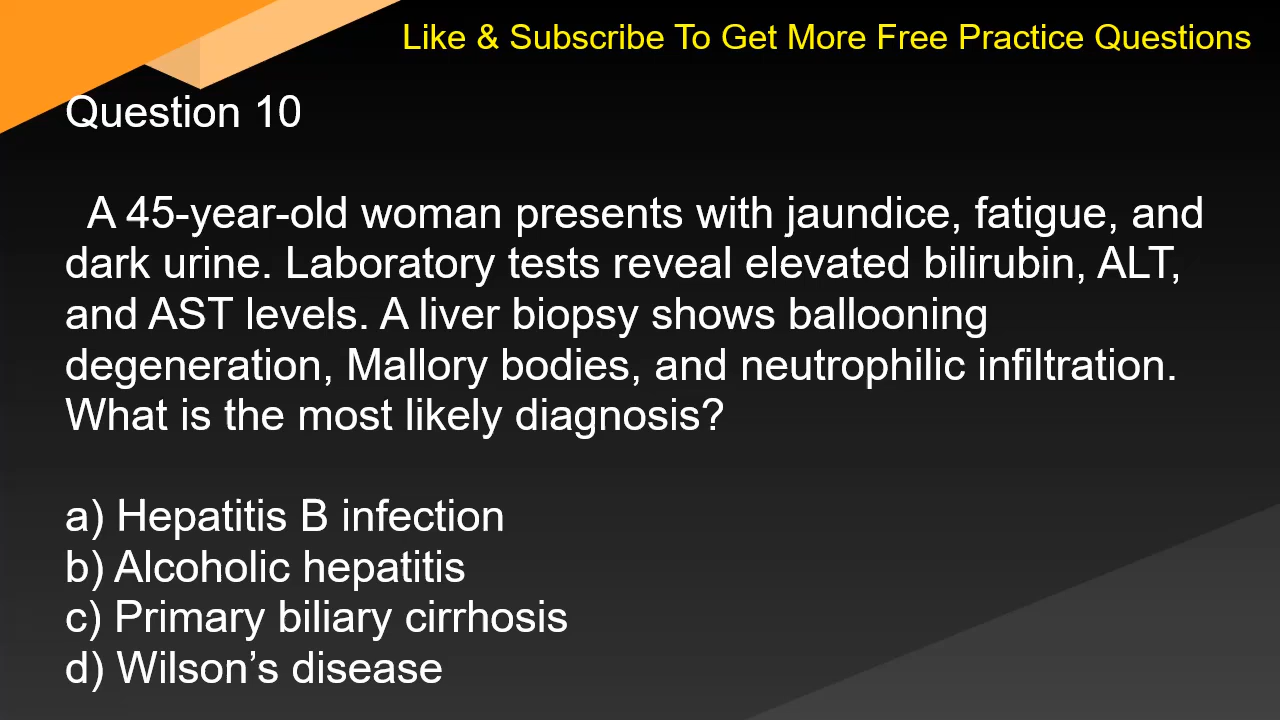 Like & Subscribe To Get More Free Practice Questions
Question 10
A 45-year-old woman presents with jaundice, fatigue, and
dark urine. Laboratory tests reveal elevated bilirubin, ALT,
and AST levels. A liver biopsy shows ballooning
degeneration, Mallory bodies, and neutrophilic infiltration.
What is the most likely diagnosis?
a) Hepatitis B infection
b) Alcoholic hepatitis
c) Primary biliary cirrhosis
d) Wilson’s disease